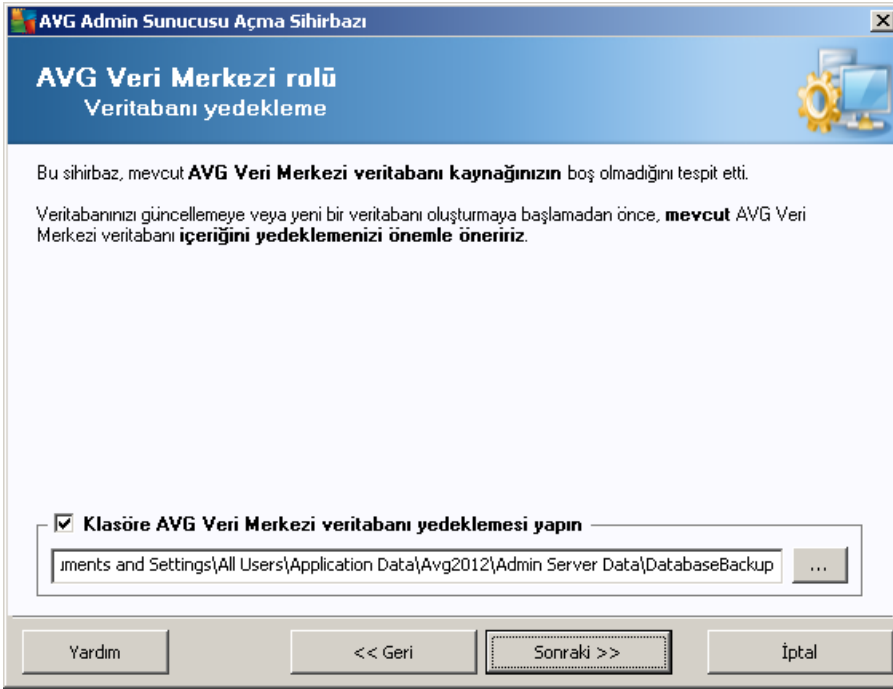 AVG Admin Sunucusu Açma Sihirbazı
AVG Veri Merkezi rolü
Veritabanı yedekleme
Bu sihirbaz, mevcut AVG Veri Merkezi veritabanı kaynağınızın boş olmadığını tespit etti.
Veritabanınızı güncellemeye veya yeni bir veritabanı oluşturmaya başlamadan önce, mevcut AVG Veri
Merkezi veritabanı içeriğini yedeklemenizi önemle öneririz.
Klasöre AVG Veri Merkezi veritabanı yedeklemesi yapın
uments and Settings\All Users\Application Data\Avg2012\Admin Server Data\DatabaseBackup
...
Yardım
<< Geri
Sonraki >>
İptal